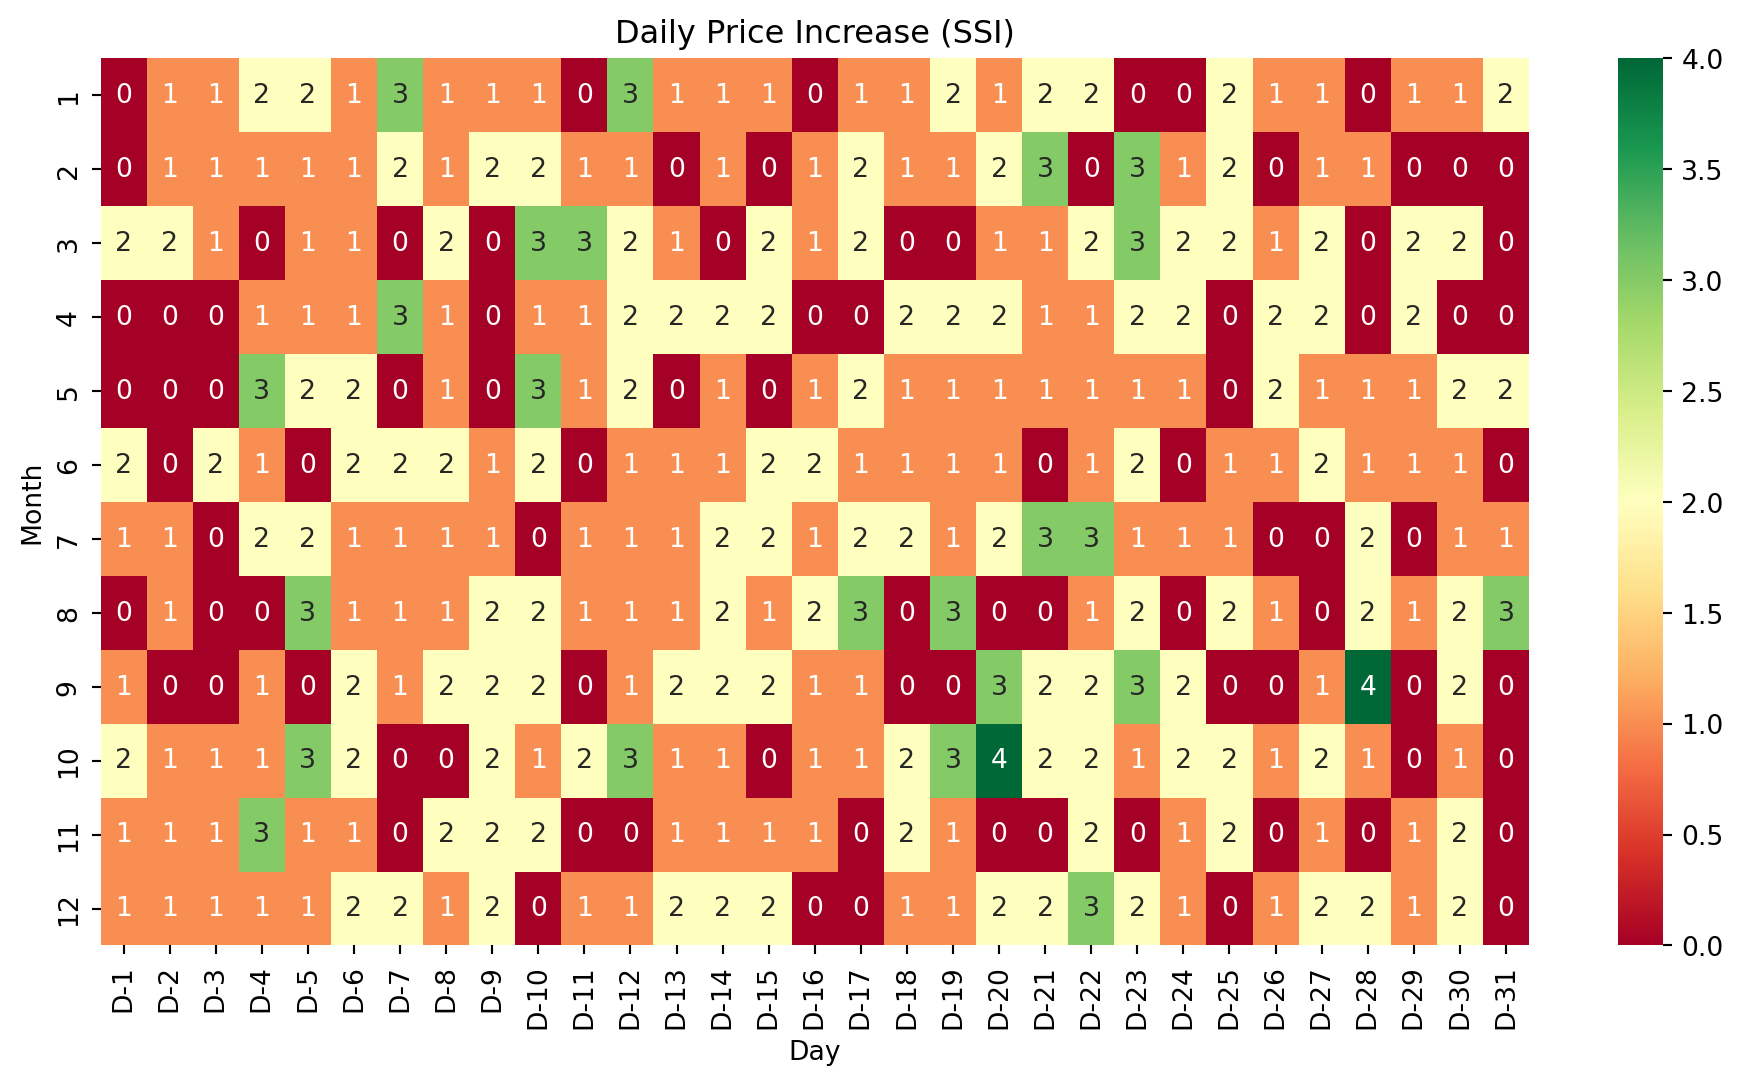 Daily Price Increase (SSI)
1 0 1 1 2 2 1 3 1 1 1 0 3 1 1 1 0 1 1 2 1 2 2 0 0 2 1 1 0 1 1 2
2 0 1 1 1 1 1 2 1 2 2 1 1 0 1 0 1 2 1 1 2 3 0 3 1 2 0 1 1 0 0 0
3 2 2 1 0 1 1 0 2 0 3 3 2 1 0 2 1 2 0 0 1 1 2 3 2 2 1 2 0 2 2 0
4 0 0 0 1 1 1 3 1 0 1 1 2 2 2 2 0 0 2 2 2 1 1 2 2 0 2 2 0 2 0 0
5 0 0 0 3 2 2 0 1 0 3 1 2 0 1 0 1 2 1 1 1 1 1 1 1 0 2 1 1 1 2 2
6 2 0 2 1 0 2 2 2 1 2 0 1 1 1 2 2 1 1 1 1 0 1 2 0 1 1 2 1 1 1 0
7 1 1 0 2 2 1 1 1 1 0 1 1 1 2 2 1 2 2 1 2 3 3 1 1 1 0 0 2 0 1 1
8 0 1 0 0 3 1 1 1 2 2 1 1 1 2 1 2 3 0 3 0 0 1 2 0 2 1 0 2 1 2 3
9 1 0 0 1 0 2 1 2 2 2 0 1 2 2 2 1 1 0 0 3 2 2 3 2 0 0 1 4 0 2 0
10 2 1 1 1 3 2 0 0 2 1 2 3 1 1 0 1 1 2 3 4 2 2 1 2 2 1 2 1 0 1 0
11 1 1 1 3 1 1 0 2 2 2 0 0 1 1 1 1 0 2 1 0 0 2 0 1 2 0 1 0 1 2 0
12 1 1 1 1 1 2 2 1 2 0 1 1 2 2 2 0 0 1 1 2 2 3 2 1 0 1 2 2 1 2 0
Month
D-1 D-2 D-3 D-4 D-5 D-6 D-7 D-8 D-9 D-10 D-11 D-12 D-13 D-14 D-15 D-16 D-17 D-18 D-19 D-20 D-21 D-22 D-23 D-24 D-25 D-26 D-27 D-28 D-29 D-30 D-31
Day
4.0
3.5
3.0
2.5
2.0
1.5
1.0
0.5
0.0